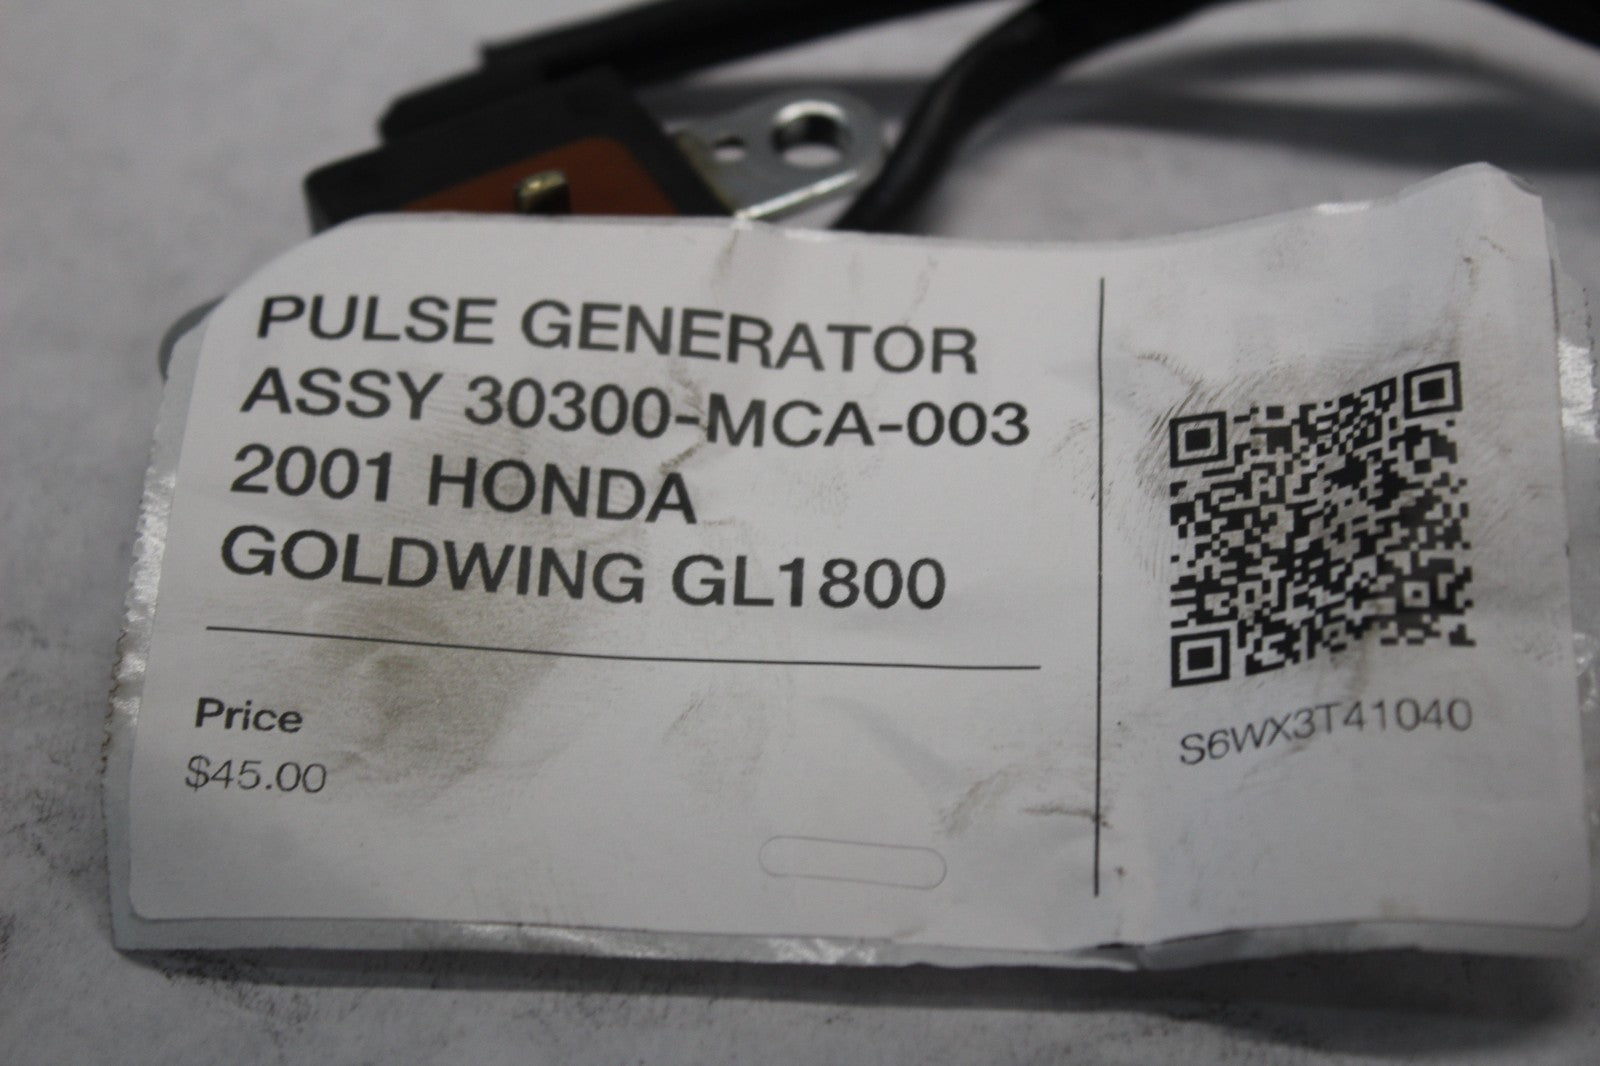 PULSE GENERATOR
ASSY 30300-MCA-003
2001 HONDA
GOLDWING GL1800
Price
$45.00
S6WX3T41040